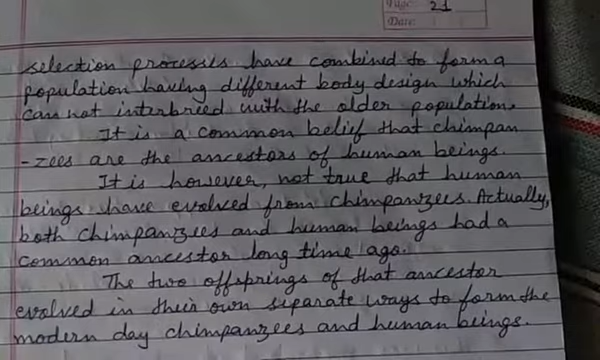 Page: 21
Date:
selection processes have combined to form a
population having different body design which
can not interbried with the older population.
It is a common belief that chimpan
-zees are the ancestors of human beings.
It is however, not true that human
beings have evolved from chimpanzees. Actually,
both chimpanzees and human beings had a
common ancestor long time ago.
The two offsprings of that ancestor
evolved in their own separate ways to form the
modern day chimpanzees and human beings.